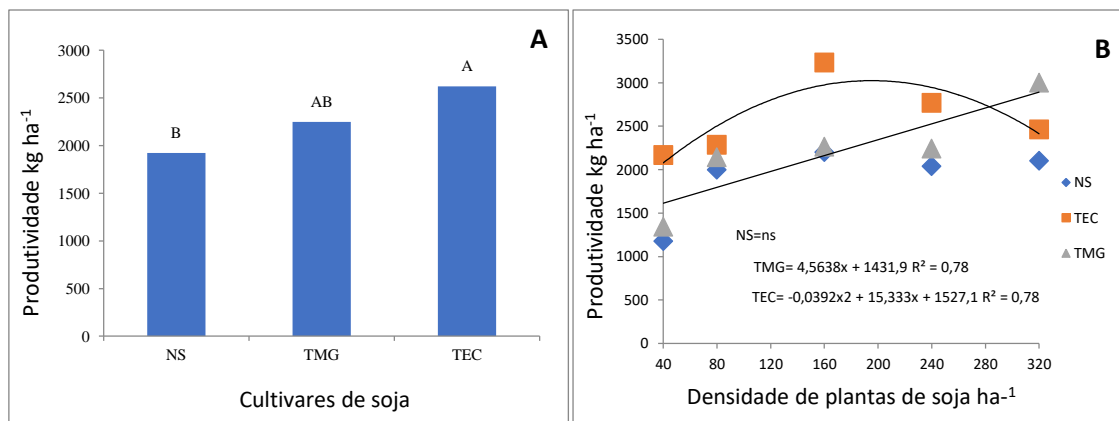 A
Produtividade kg ha-1
3000
2500
2000
1500
1000
500
0
B
AB
A
NS
TMG
TEC
Cultivares de soja
B
Produtividade kg ha-1
3500
3000
2500
2000
1500
1000
500
0
NS=ns
TMG= 4,5638x + 1431,9 R² = 0,78
TEC= -0,0392x2 + 15,333x + 1527,1 R² = 0,78
40 80 120 160 200 240 280 320
Densidade de plantas de soja ha-1
NS
TEC
TMG